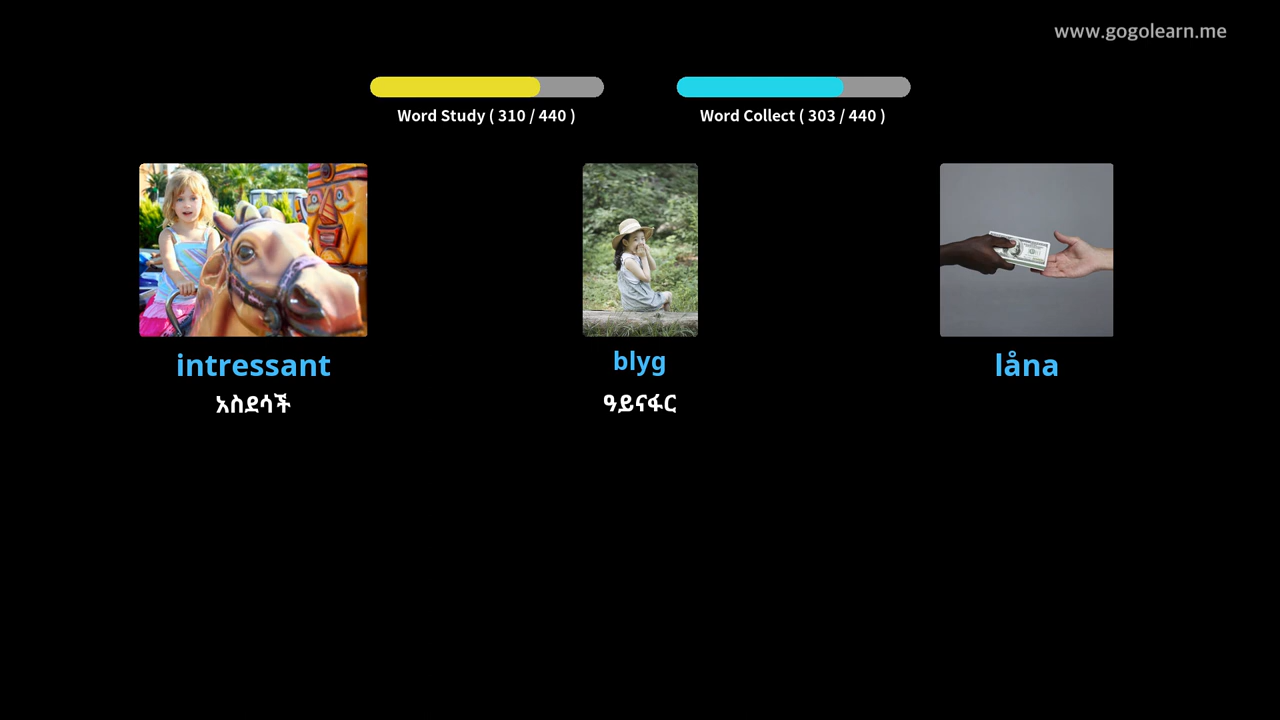 www.gogolearn.me
Word Study ( 310 / 440 )
Word Collect ( 303 / 440 )
intressant
blyg
låna
አስደሳች
ዓይናፋር